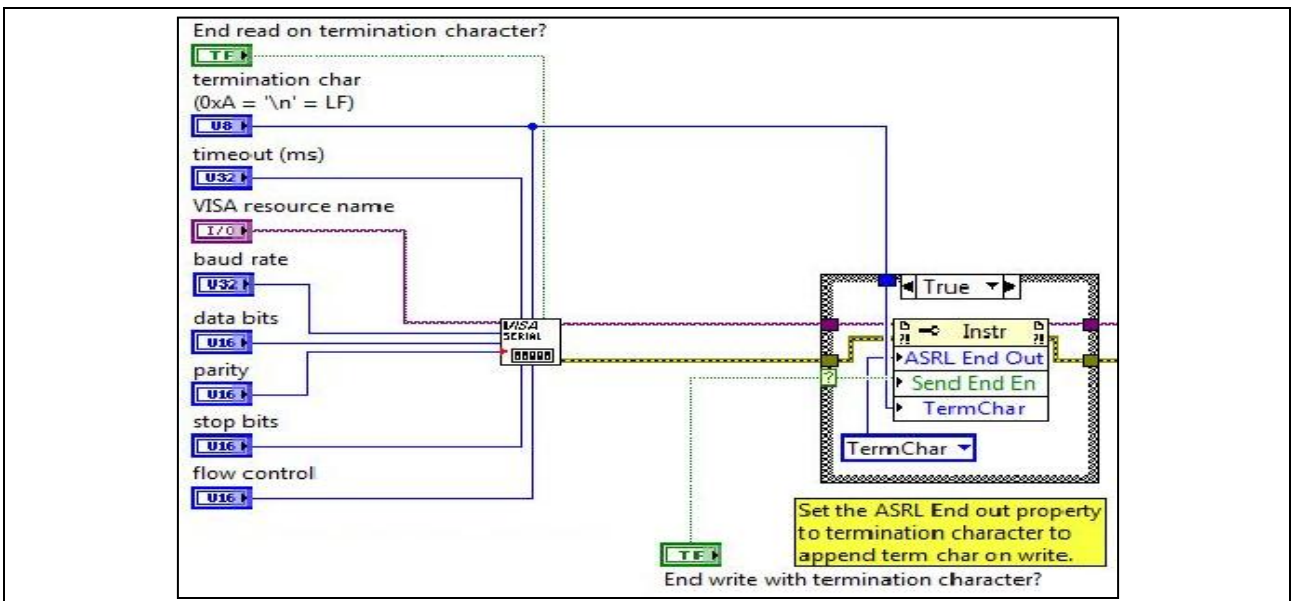 End read on termination character?
TF
termination char
(0xA = '\n' = LF)
U8
timeout (ms)
U32
VISA resource name
I/O
baud rate
U32
data bits
U16
parity
U16
stop bits
U16
flow control
U16
VISA
SERIAL
True
Instr
ASRL End Out
Send End En
TermChar
TermChar
?
Set the ASRL End out property
to termination character to
append term char on write.
TF
End write with termination character?